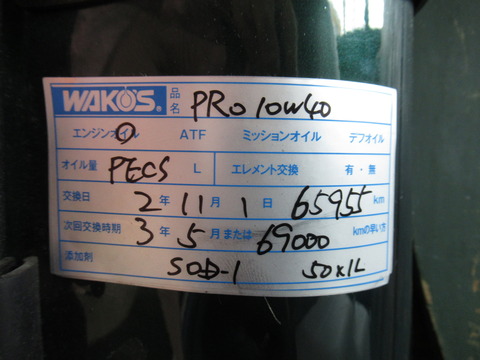 WAKO'S® 品名 PRO 10W40
エンジンオイル ATF ミッションオイル デフオイル
オイル量 PECS L エレメント交換 有・無
交換日 2年 11月 1日 65955 km
次回交換時期 3年 5月または 69000 kmの早い方
添加剤 SOD-1 50×1L